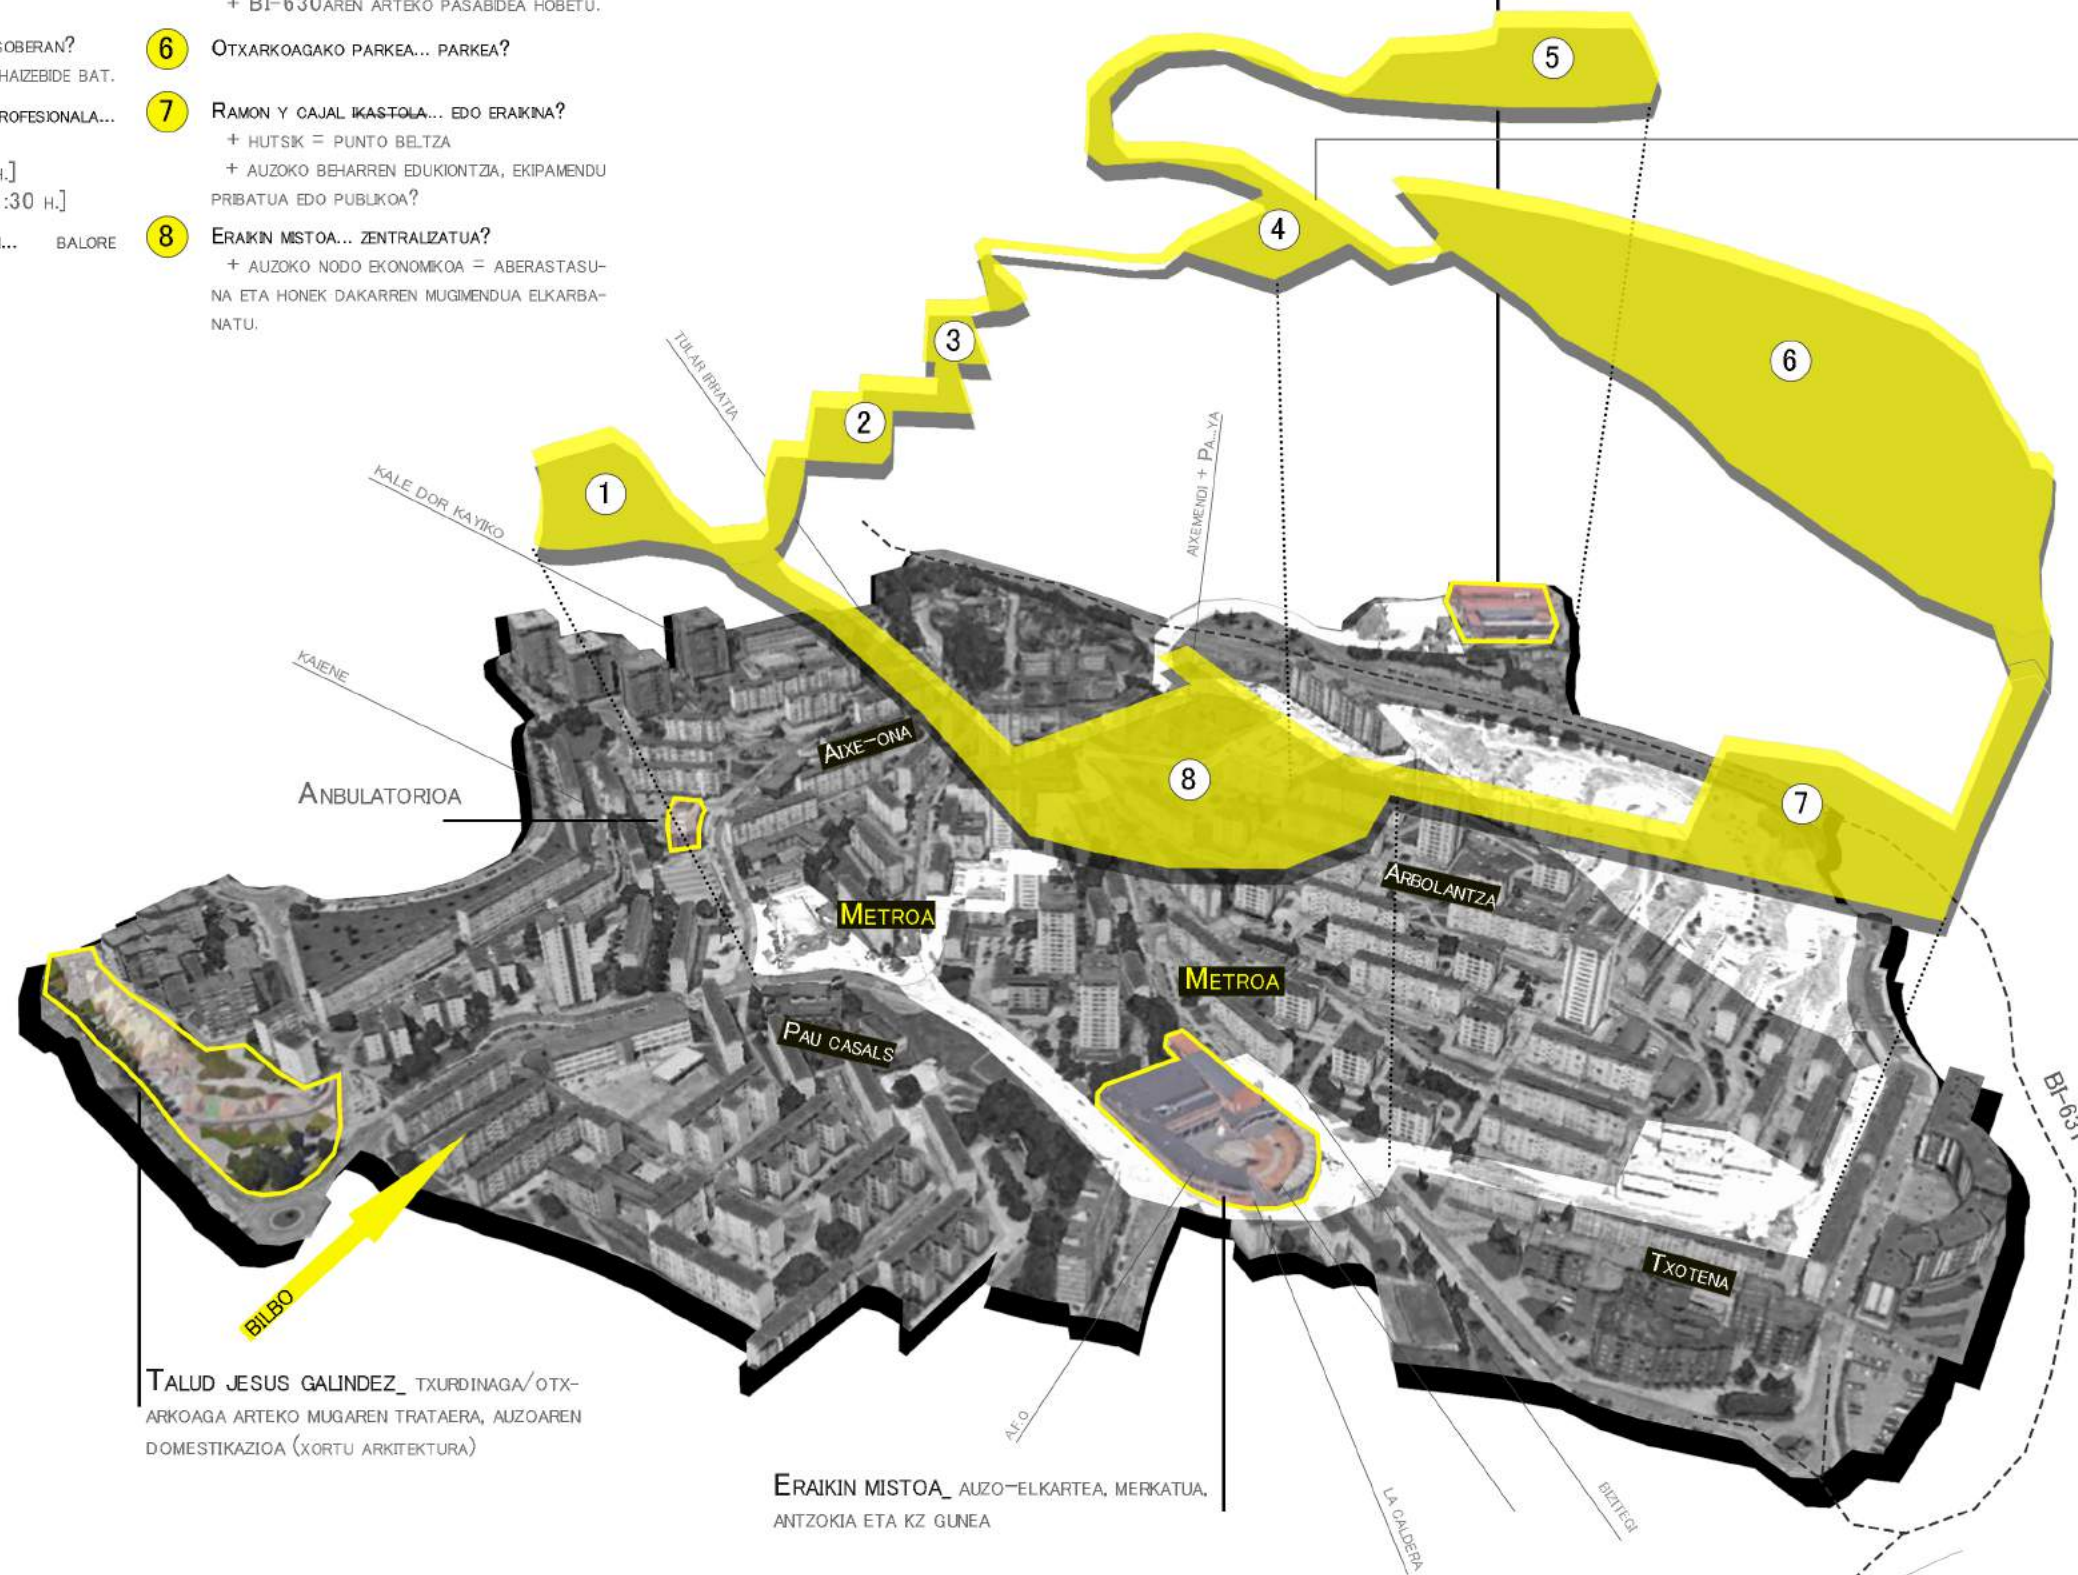 + BI-630AREN ARTEKO PASABIDEA HOBETU.
SOBERAN?
HAIZEBIDE BAT.
ROFESIONALA...
H.]
:30 H.]
... BALORE
6 OTXARKOAGAKO PARKEA... PARKEA?
7 RAMON Y CAJAL IKASTOLA... EDO ERAIKINA?
+ HUTSIK = PUNTO BELTZA
+ AUZOKO BEHARREN EDUKIONTZIA, EKIPAMENDU
PRIBATUA EDO PUBLIKOA?
8 ERAIKIN MISTOA... ZENTRALIZATUA?
+ AUZOKO NODO EKONOMIKOA = ABERASTASU-
NA ETA HONEK DAKARREN MUGIMENDUA ELKARBA-
NATU.
5
4
6
3
2
1
8
7
TULAR IRRATIA
KALE DOR KAYIKO
AIXEMENDI + PA...YA
KAIENE
ANBULATORIOA
AIXE-ONA
METROA
ARBOLANTZA
METROA
PAU CASALS
BI-631
TXOTENA
BILBO
TALUD JESUS GALINDEZ_ TXURDINAGA/OTX-
ARKOAGA ARTEKO MUGAREN TRATAERA, AUZOAREN
DOMESTIKAZIOA (XORTU ARKITEKTURA)
A.F.O
ERAIKIN MISTOA_ AUZO-ELKARTEA, MERKATUA,
ANTZOKIA ETA KZ GUNEA
LA CALDERA
BIZITEGI